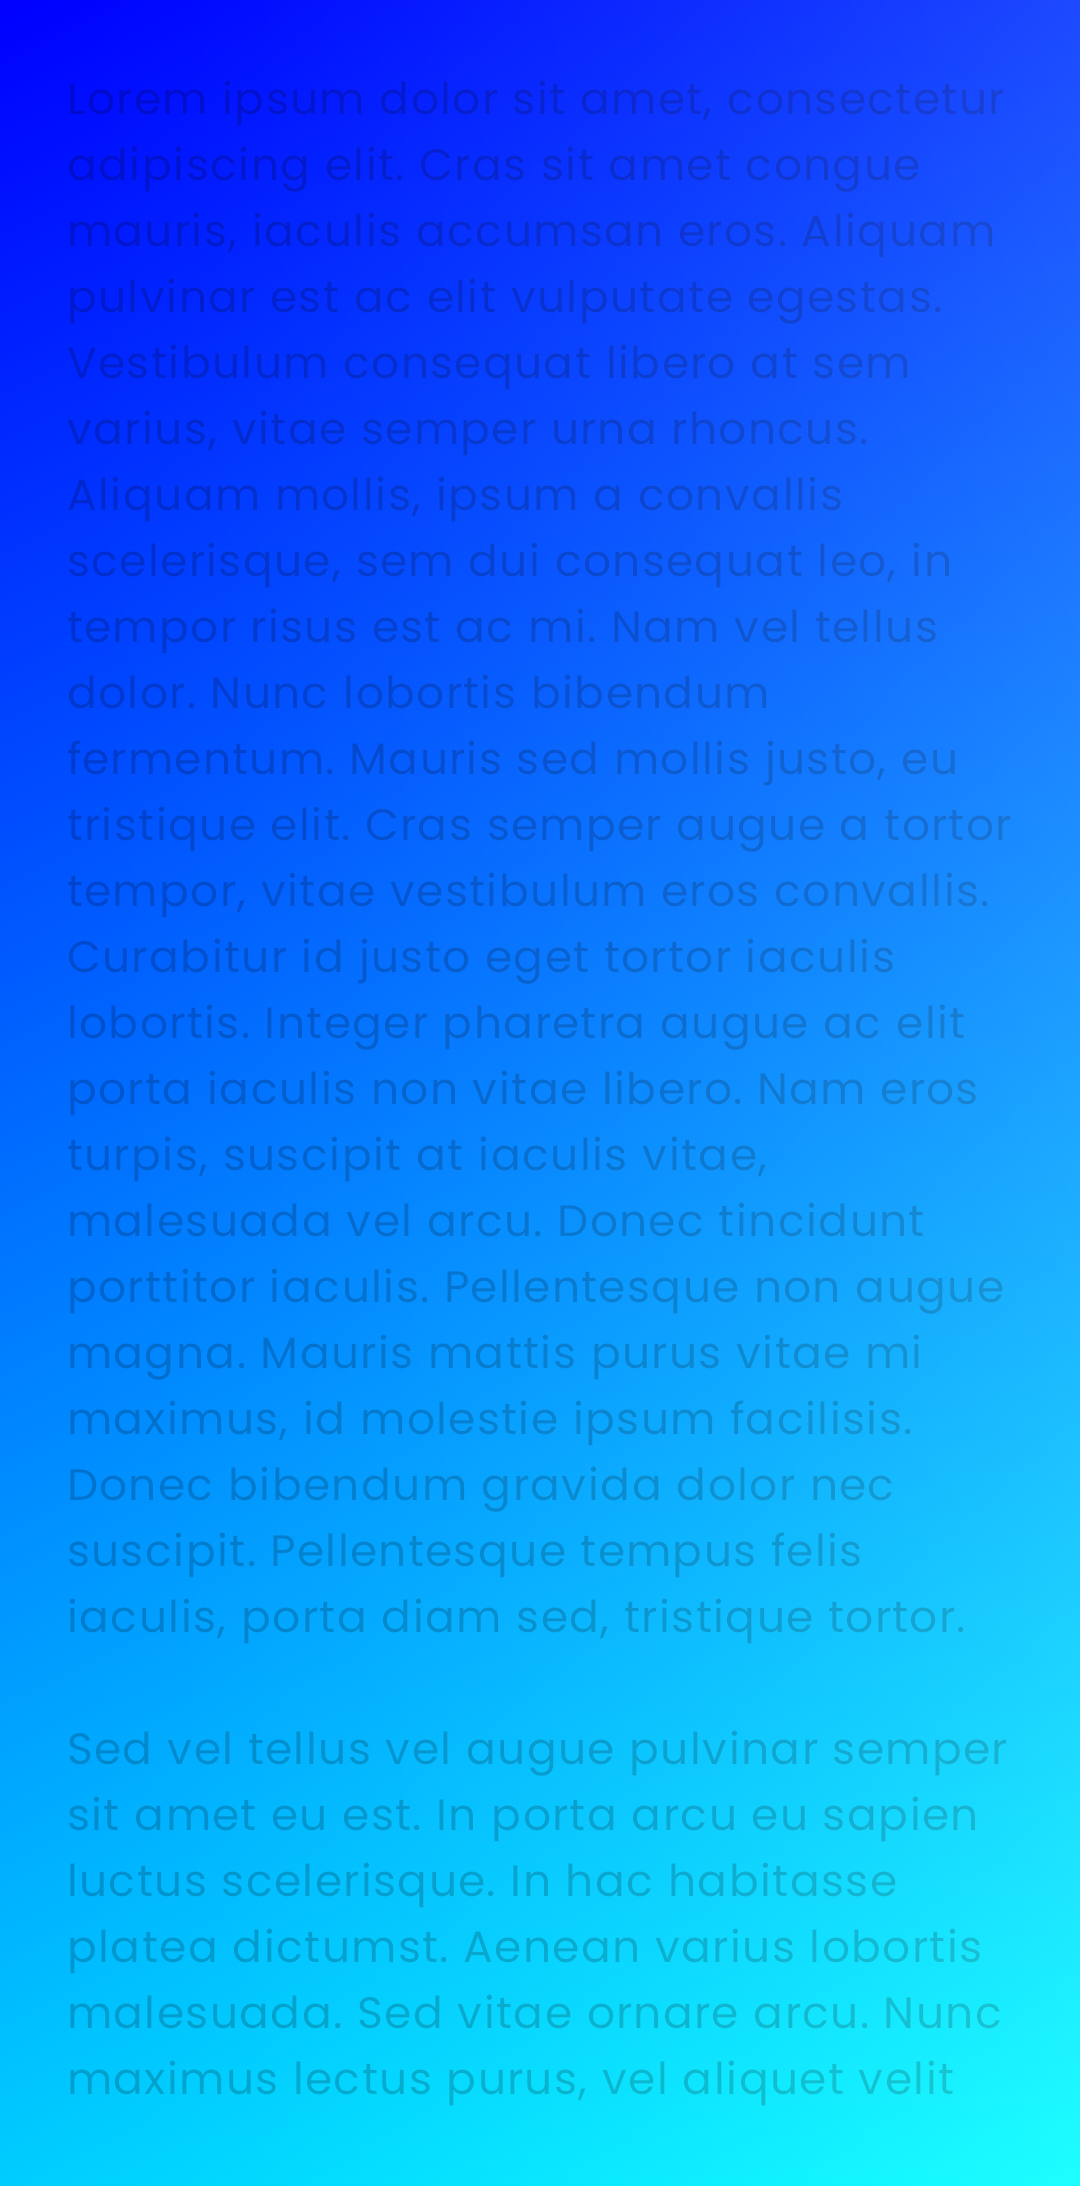 Lorem ipsum dolor sit amet, consectetur
adipiscing elit. Cras sit amet congue
mauris, iaculis accumsan eros. Aliquam
pulvinar est ac elit vulputate egestas.
Vestibulum consequat libero at sem
varius, vitae semper urna rhoncus.
Aliquam mollis, ipsum a convallis
scelerisque, sem dui consequat leo, in
tempor risus est ac mi. Nam vel tellus
dolor. Nunc lobortis bibendum
fermentum. Mauris sed mollis justo, eu
tristique elit. Cras semper augue a tortor
tempor, vitae vestibulum eros convallis.
Curabitur id justo eget tortor iaculis
lobortis. Integer pharetra augue ac elit
porta iaculis non vitae libero. Nam eros
turpis, suscipit at iaculis vitae,
malesuada vel arcu. Donec tincidunt
porttitor iaculis. Pellentesque non augue
magna. Mauris mattis purus vitae mi
maximus, id molestie ipsum facilisis.
Donec bibendum gravida dolor nec
suscipit. Pellentesque tempus felis
iaculis, porta diam sed, tristique tortor.
Sed vel tellus vel augue pulvinar semper
sit amet eu est. In porta arcu eu sapien
luctus scelerisque. In hac habitasse
platea dictumst. Aenean varius lobortis
malesuada. Sed vitae ornare arcu. Nunc
maximus lectus purus, vel aliquet velit